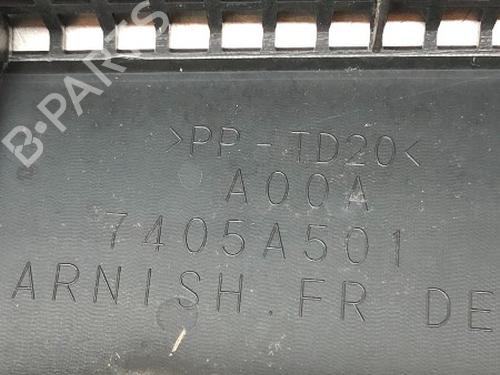 B-PARTS
>PP-TD20<
A00A
7405A501
ARNISH.FR DE